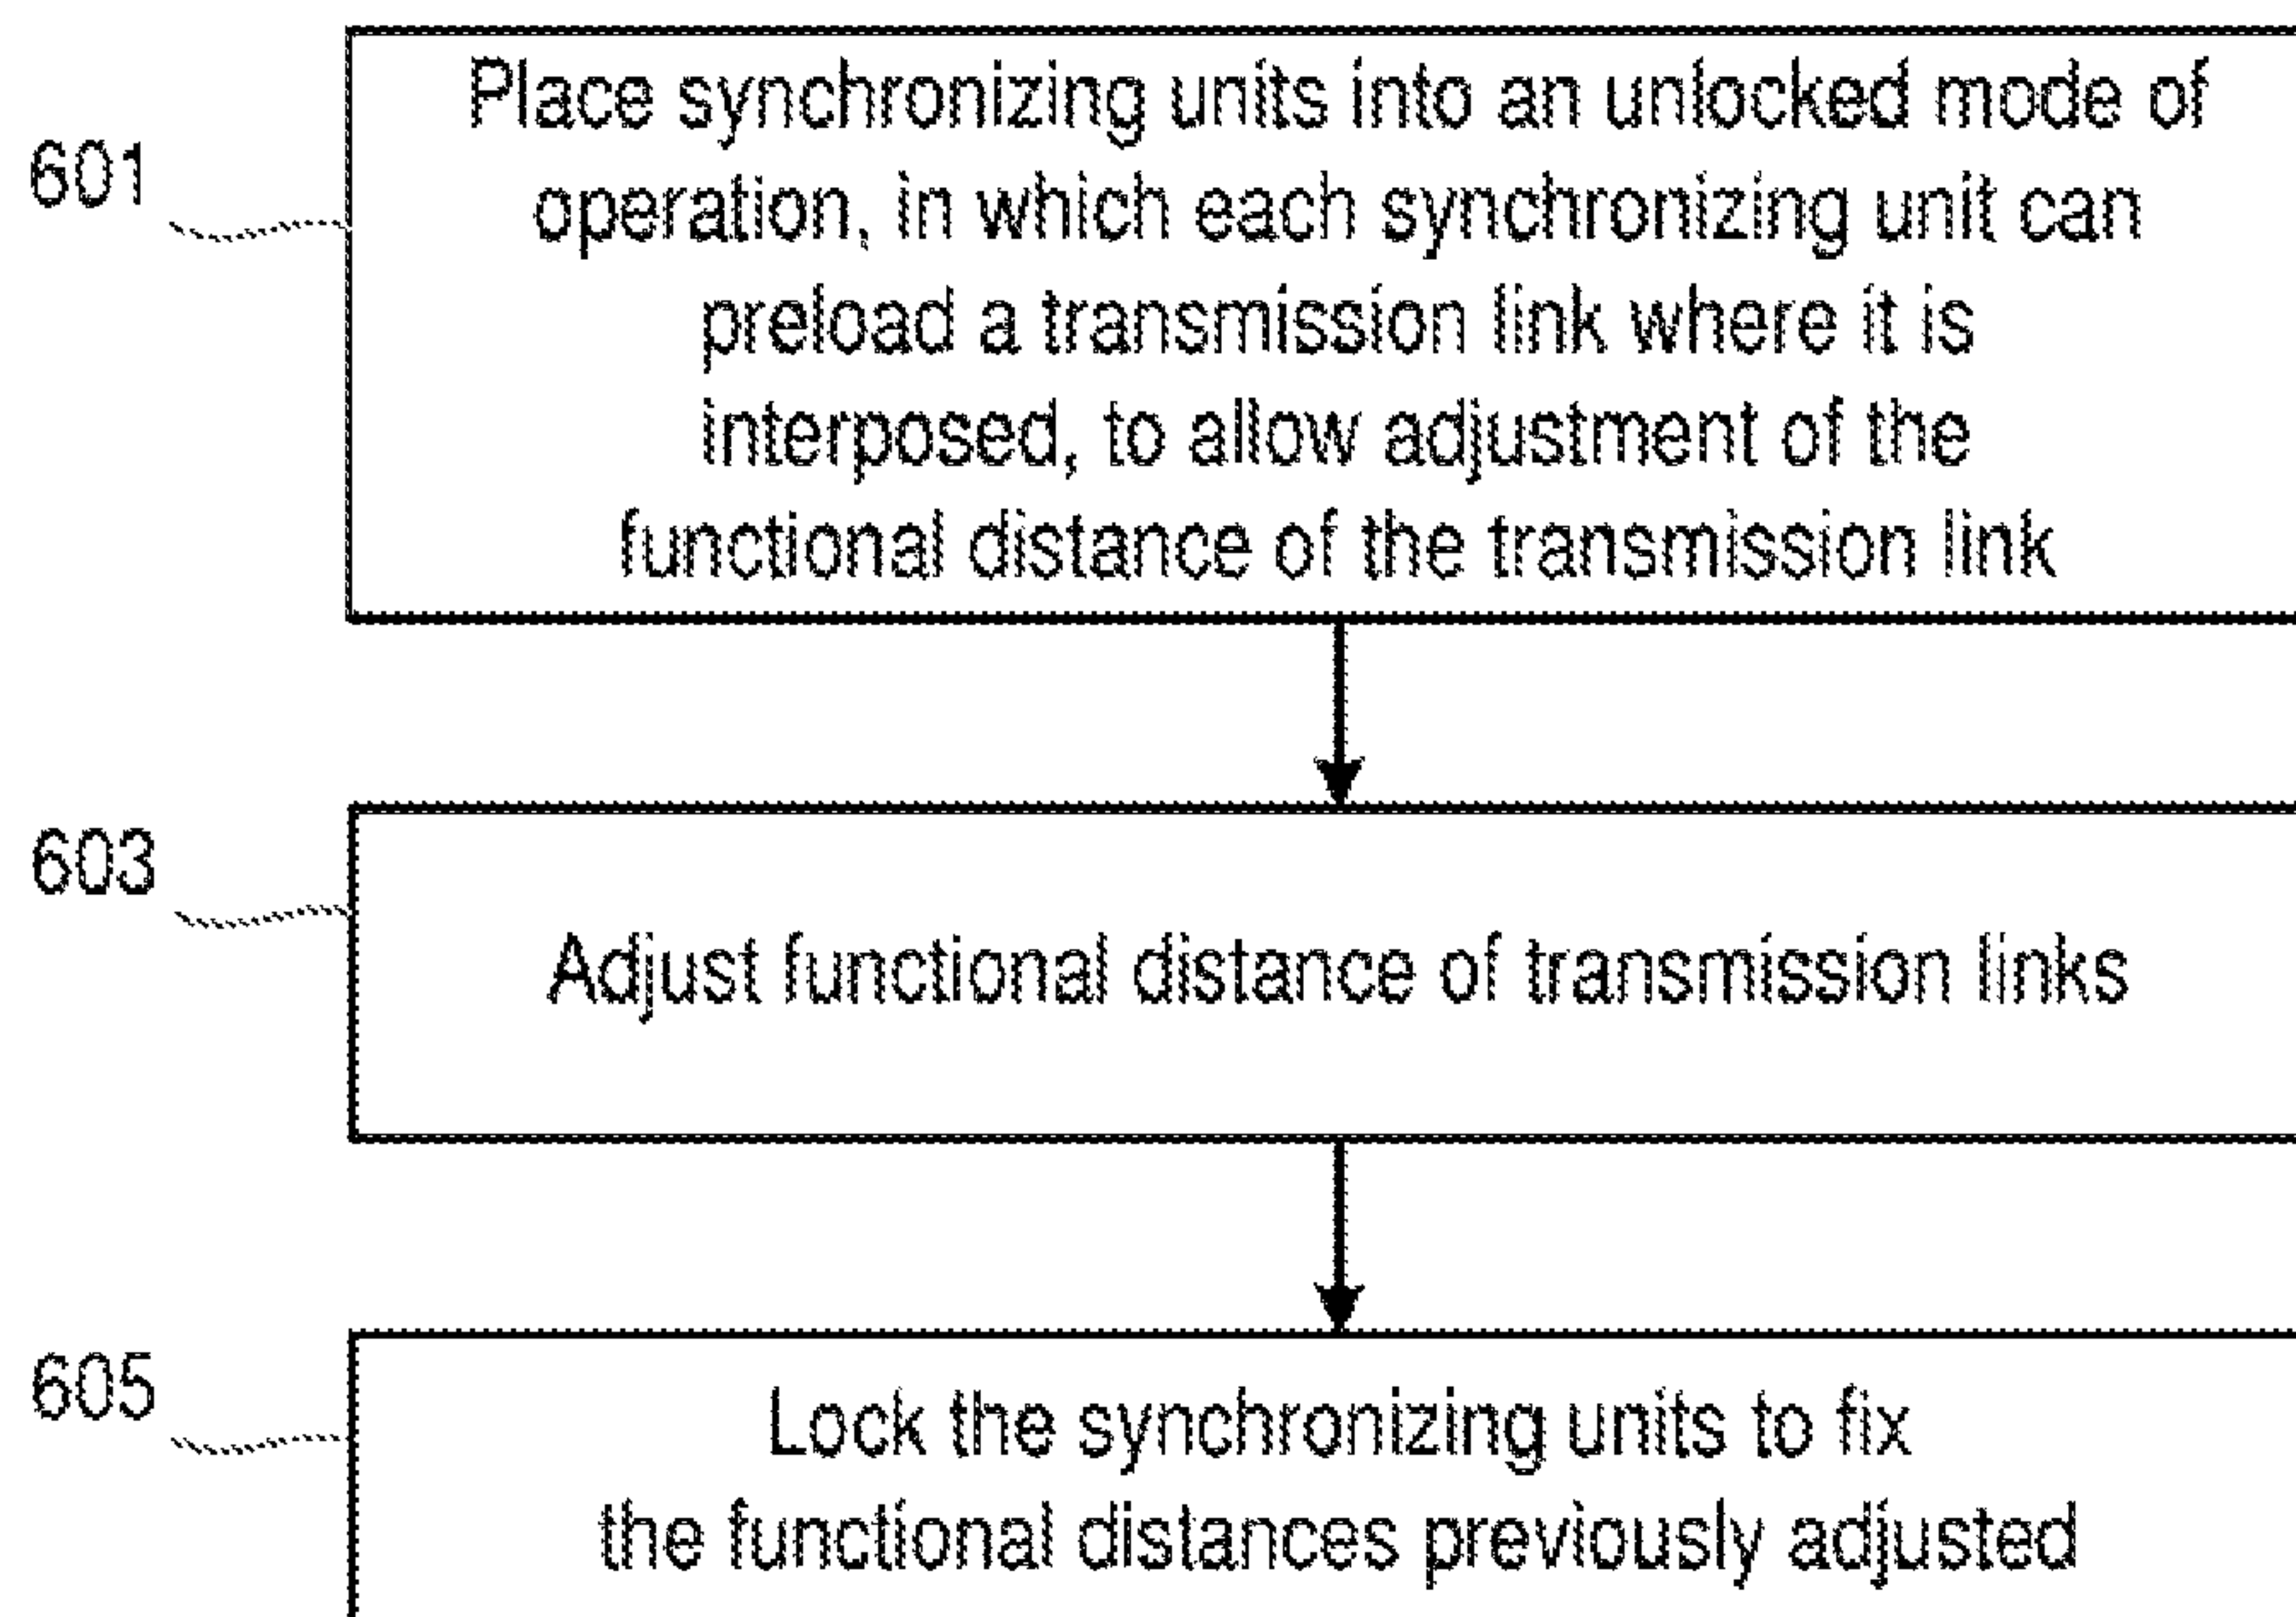 601
Place synchronizing units into an unlocked mode of
operation, in which each synchronizing unit can
preload a transmission link where it is
interposed, to allow adjustment of the
functional distance of the transmission link
603
Adjust functional distance of transmission links
605
Lock the synchronizing units to fix
the functional distances previously adjusted